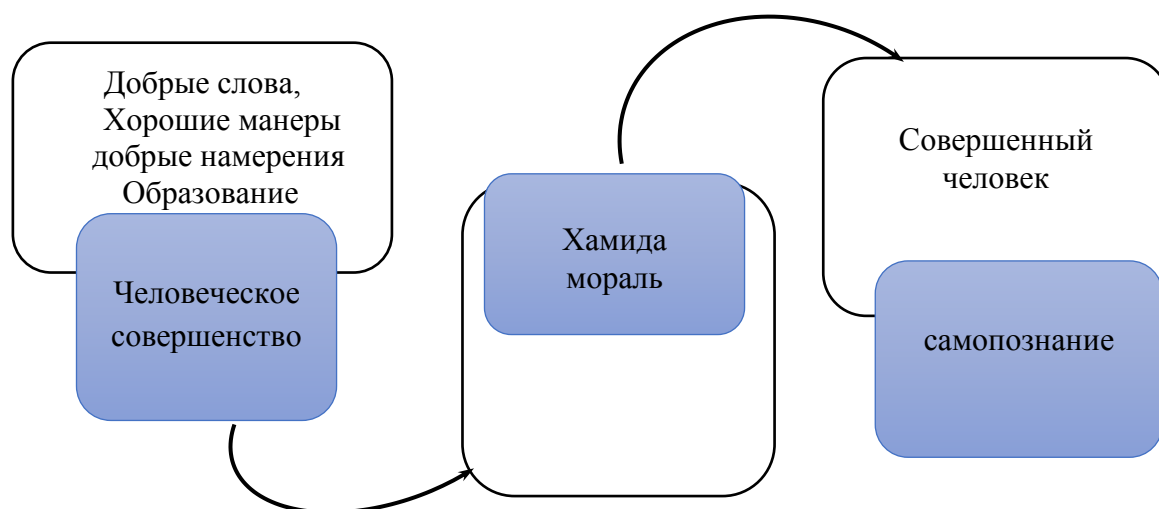 Добрые слова,
Хорошие манеры
добрые намерения
Образование
Человеческое
совершенство
Хамида
мораль
Совершенный
человек
самопознание